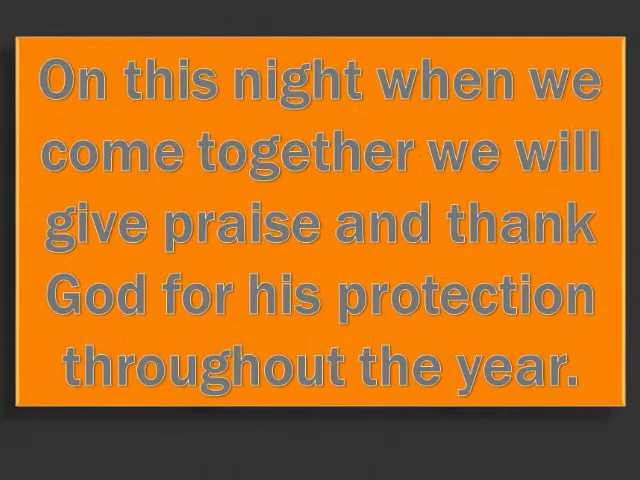 On this night when we
come together we will
give praise and thank
God for his protection
throughout the year.